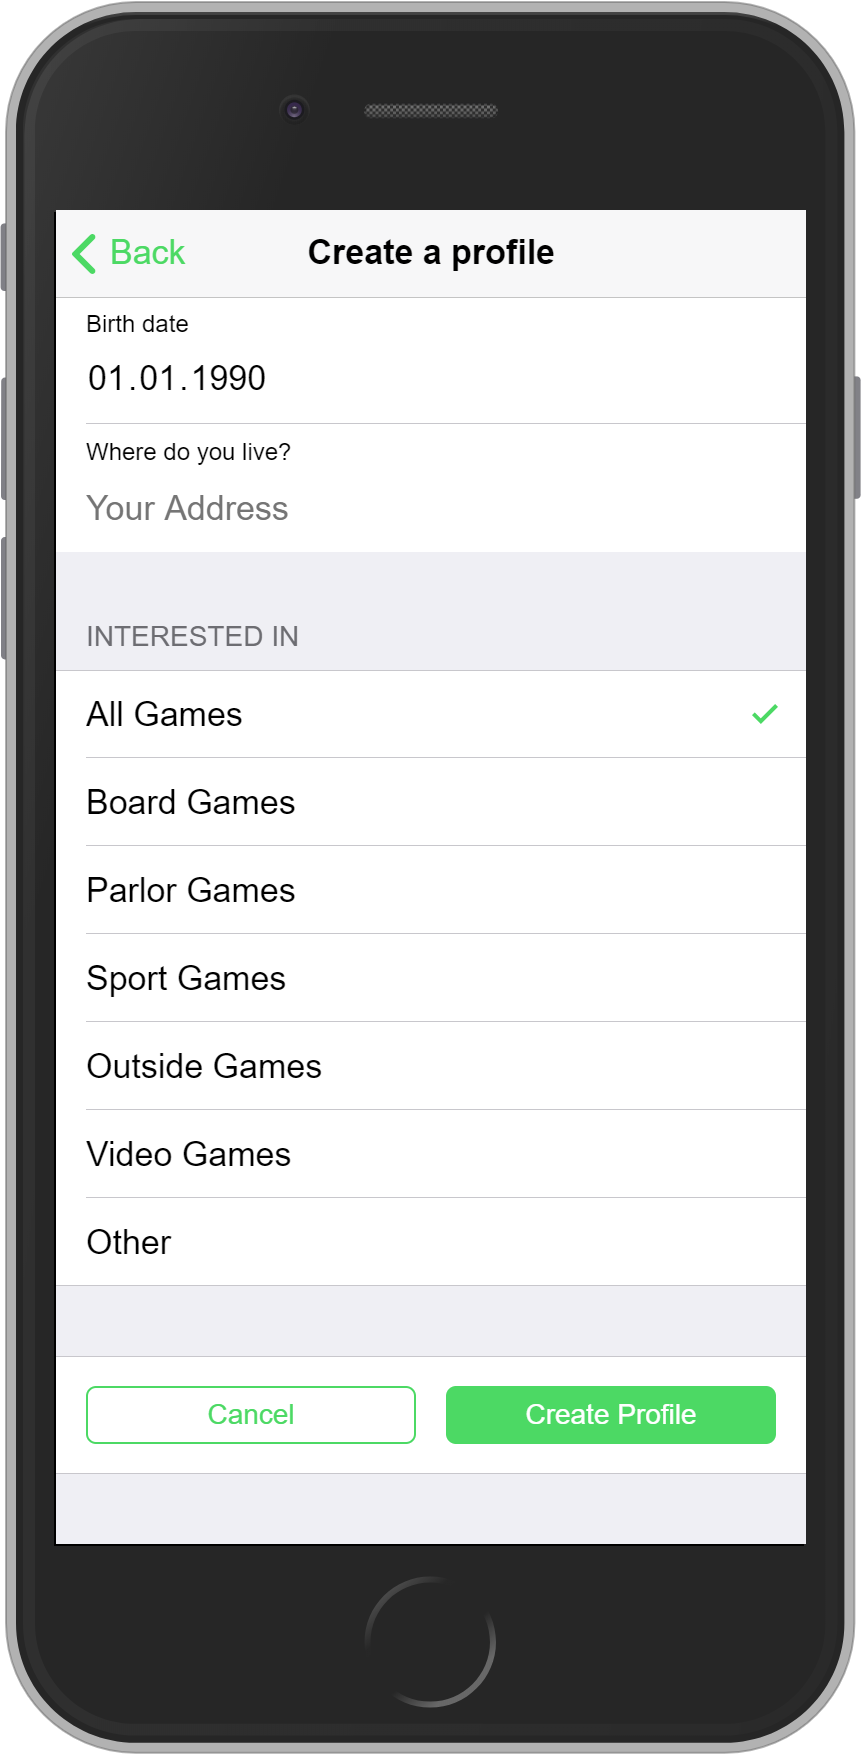 Back
Create a profile
Birth date
01.01.1990
Where do you live?
Your Address
INTERESTED IN
All Games
Board Games
Parlor Games
Sport Games
Outside Games
Video Games
Other
Cancel
Create Profile